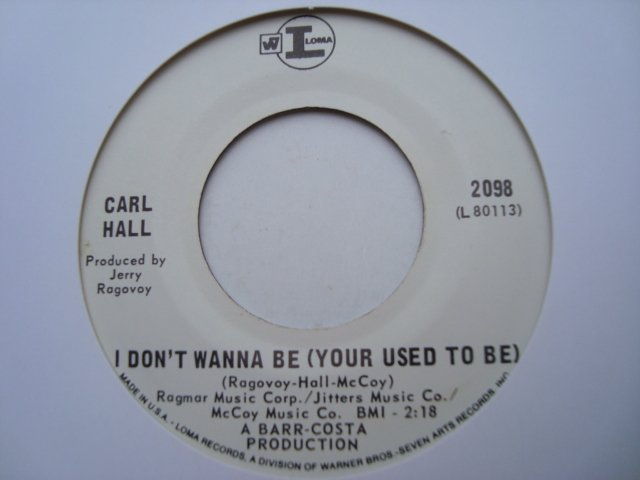 W7 LOMA
CARL
HALL
Produced by
Jerry
Ragovoy
2098
(L 80113)
I DON'T WANNA BE (YOUR USED TO BE)
(Ragovoy-Hall-McCoy)
Ragmar Music Corp./Jitters Music Co./
McCoy Music Co. BMI - 2:18
A BARR-COSTA
PRODUCTION
MADE IN U.S.A. - LOMA RECORDS, A DIVISION OF WARNER BROS.-SEVEN ARTS RECORDS, INC.